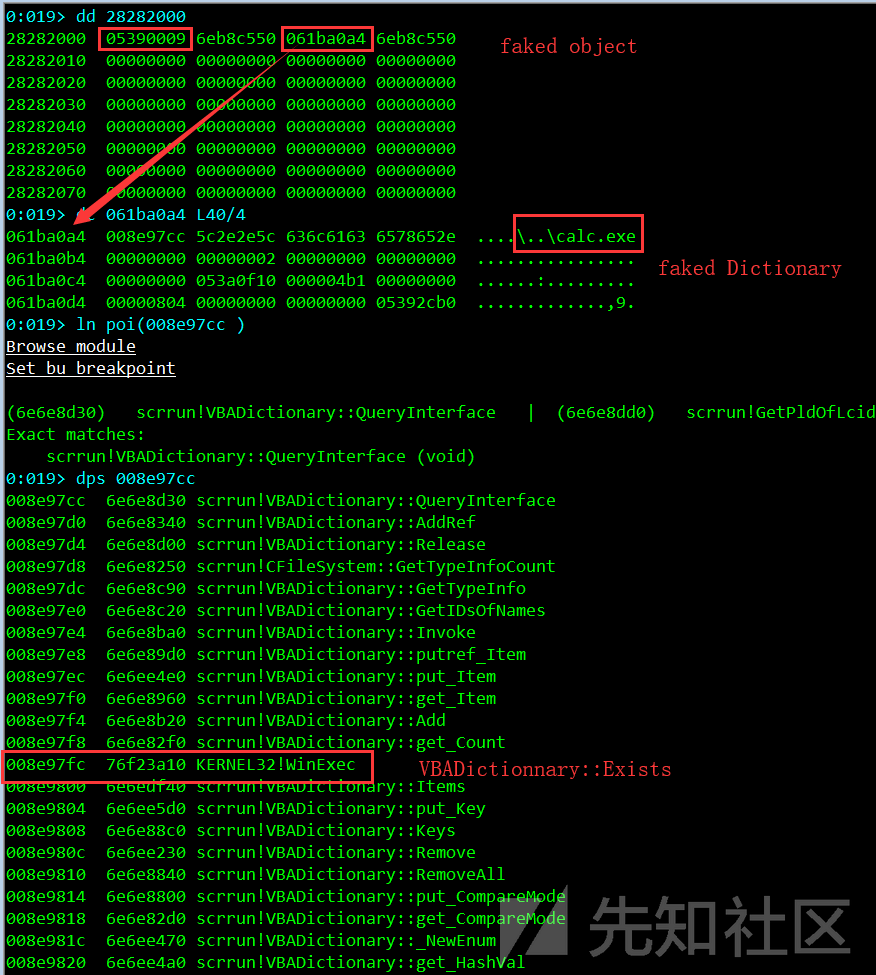 0:019> dd 28282000
28282000 05390009 6eb8c550 061ba0a4 6eb8c550
faked object
28282010 00000000 00000000 00000000 00000000
28282020 00000000 00000000 00000000 00000000
28282030 00000000 00000000 00000000 00000000
28282040 00000000 00000000 00000000 00000000
28282050 00000000 00000000 00000000 00000000
28282060 00000000 00000000 00000000 00000000
28282070 00000000 00000000 00000000 00000000
0:019> dc 061ba0a4 L40/4
061ba0a4 008e97cc 5c2e2e5c 636c6163 6578652e ....\..\calc.exe
061ba0b4 00000000 00000002 00000000 00000000 ................
faked Dictionary
061ba0c4 00000000 053a0f10 000004b1 00000000 ......:.........
061ba0d4 00000804 00000000 00000000 05392cb0 .............,9.
0:019> ln poi(008e97cc )
Browse module
Set bu breakpoint
(6e6e8d30) scrrun!VBADictionary::QueryInterface | (6e6e8dd0) scrrun!GetPldOfLcid
Exact matches:
scrrun!VBADictionary::QueryInterface (void)
0:019> dps 008e97cc
008e97cc 6e6e8d30 scrrun!VBADictionary::QueryInterface
008e97d0 6e6e8340 scrrun!VBADictionary::AddRef
008e97d4 6e6e8d00 scrrun!VBADictionary::Release
008e97d8 6e6e8250 scrrun!CFileSystem::GetTypeInfoCount
008e97dc 6e6e8c90 scrrun!VBADictionary::GetTypeInfo
008e97e0 6e6e8c20 scrrun!VBADictionary::GetIDsOfNames
008e97e4 6e6e8ba0 scrrun!VBADictionary::Invoke
008e97e8 6e6e89d0 scrrun!VBADictionary::putref_Item
008e97ec 6e6ee4e0 scrrun!VBADictionary::put_Item
008e97f0 6e6e8960 scrrun!VBADictionary::get_Item
008e97f4 6e6e8b20 scrrun!VBADictionary::Add
008e97f8 6e6e82f0 scrrun!VBADictionary::get_Count
008e97fc 76f23a10 KERNEL32!WinExec
VBADictionnary::Exists
008e9800 6e6edf40 scrrun!VBADictionary::Items
008e9804 6e6ee5d0 scrrun!VBADictionary::put_Key
008e9808 6e6e88c0 scrrun!VBADictionary::Keys
008e980c 6e6ee230 scrrun!VBADictionary::Remove
008e9810 6e6e8840 scrrun!VBADictionary::RemoveAll
008e9814 6e6e8800 scrrun!VBADictionary::put_CompareMode
008e9818 6e6e82d0 scrrun!VBADictionary::get_CompareMode
008e981c 6e6ee470 scrrun!VBADictionary::_NewEnum
008e9820 6e6ee4a0 scrrun!VBADictionary::get_HashVal
先知社区